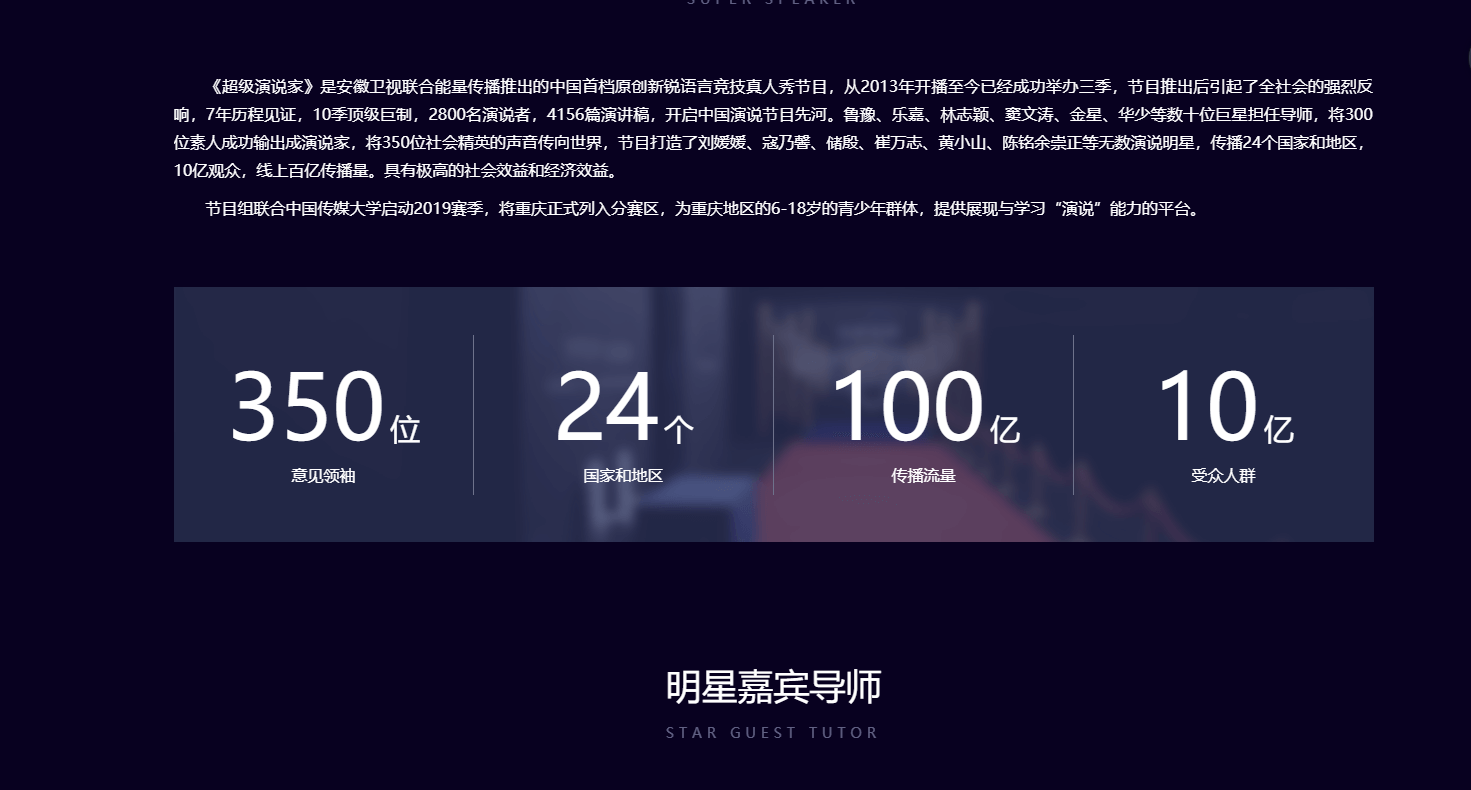 SUPER SPEAKER
《超级演说家》是安徽卫视联合能量传播推出的中国首档原创新锐语言竞技真人秀节目，从2013年开播至今已经成功举办三季，节目推出后引起了全社会的强烈反
响，7年历程见证，10季顶级巨制，2800名演说者，4156篇演讲稿，开启中国演说节目先河。鲁豫、乐嘉、林志颖、窦文涛、金星、华少等数十位巨星担任导师，将300
位素人成功输出成演说家，将350位社会精英的声音传向世界，节目打造了刘媛媛、寇乃馨、储殷、崔万志、黄小山、陈铭余崇正等无数演说明星，传播24个国家和地区，
10亿观众，线上百亿传播量。具有极高的社会效益和经济效益。
节目组联合中国传媒大学启动2019赛季，将重庆正式列入分赛区，为重庆地区的6-18岁的青少年群体，提供展现与学习“演说”能力的平台。
350位
意见领袖
24个
国家和地区
100亿
传播流量
10亿
受众人群
明星嘉宾导师
STAR GUEST TUTOR